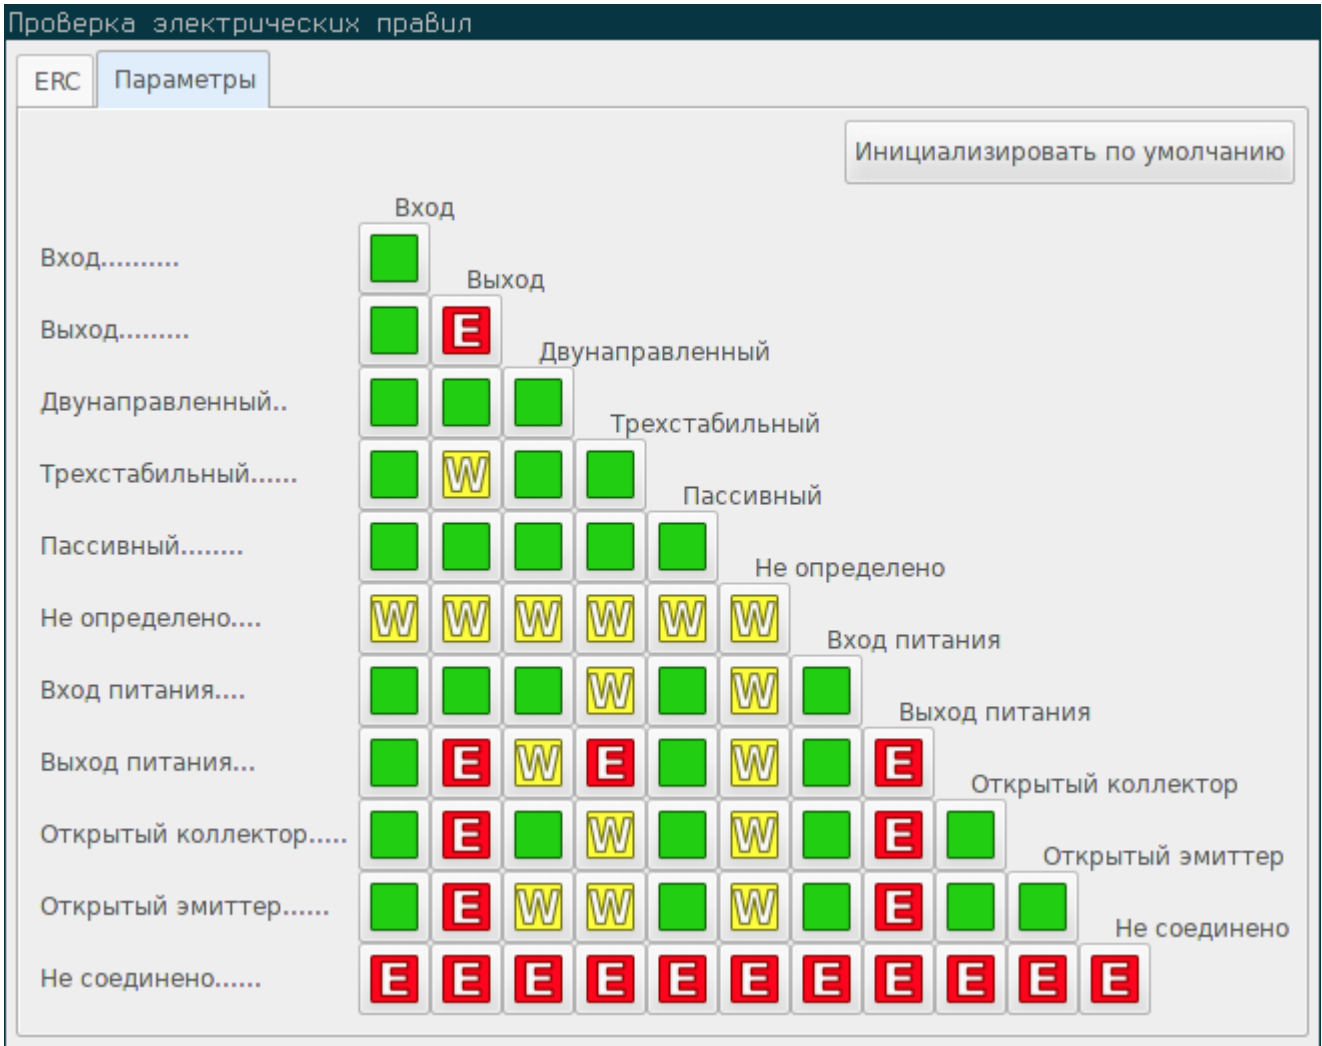 Проверка электрических правил
ERC Параметры
Инициализировать по умолчанию
Вход
Вход..........
Выход
Выход......... E
Двунаправленный
Двунаправленный..
Трехстабильный
Трехстабильный...... W
Пассивный
Пассивный........
Не определено
Не определено.... W W W W W W
Вход питания
Вход питания.... W W
Выход питания
Выход питания... E W E W E
Открытый коллектор
Открытый коллектор..... E W W E
Открытый эмиттер
Открытый эмиттер...... E W W W E
Не соединено
Не соединено...... E E E E E E E E E E E